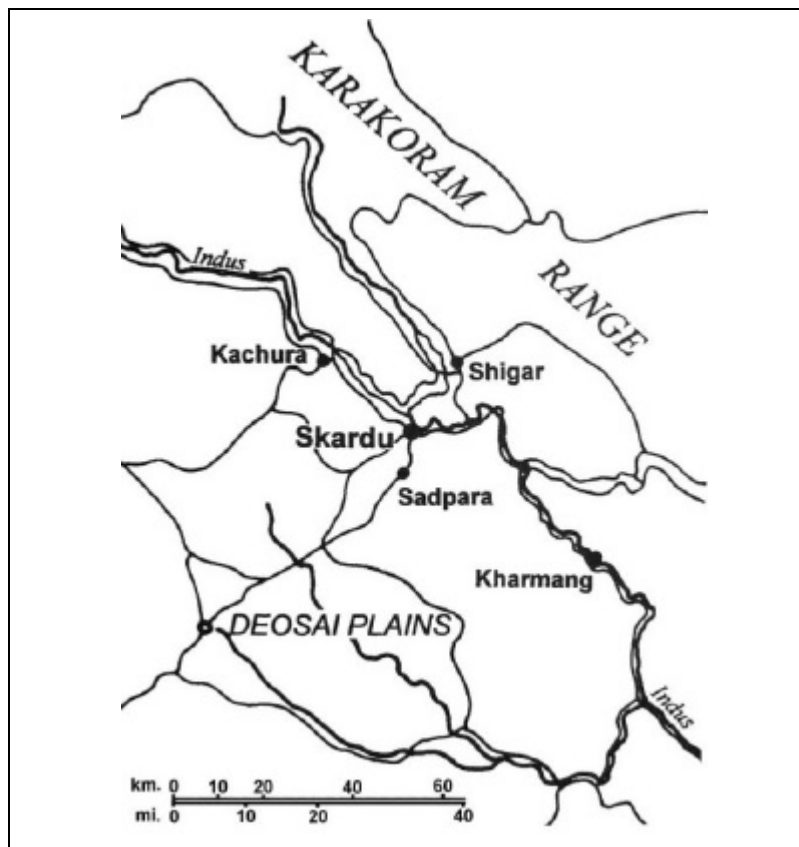 KARAKORAM
RANGE
Indus
Kachura
Shigar
Skardu
Sadpara
Kharmang
DEOSAI PLAINS
Indus
km. 0 10 20 40 60
mi. 0 10 20 40